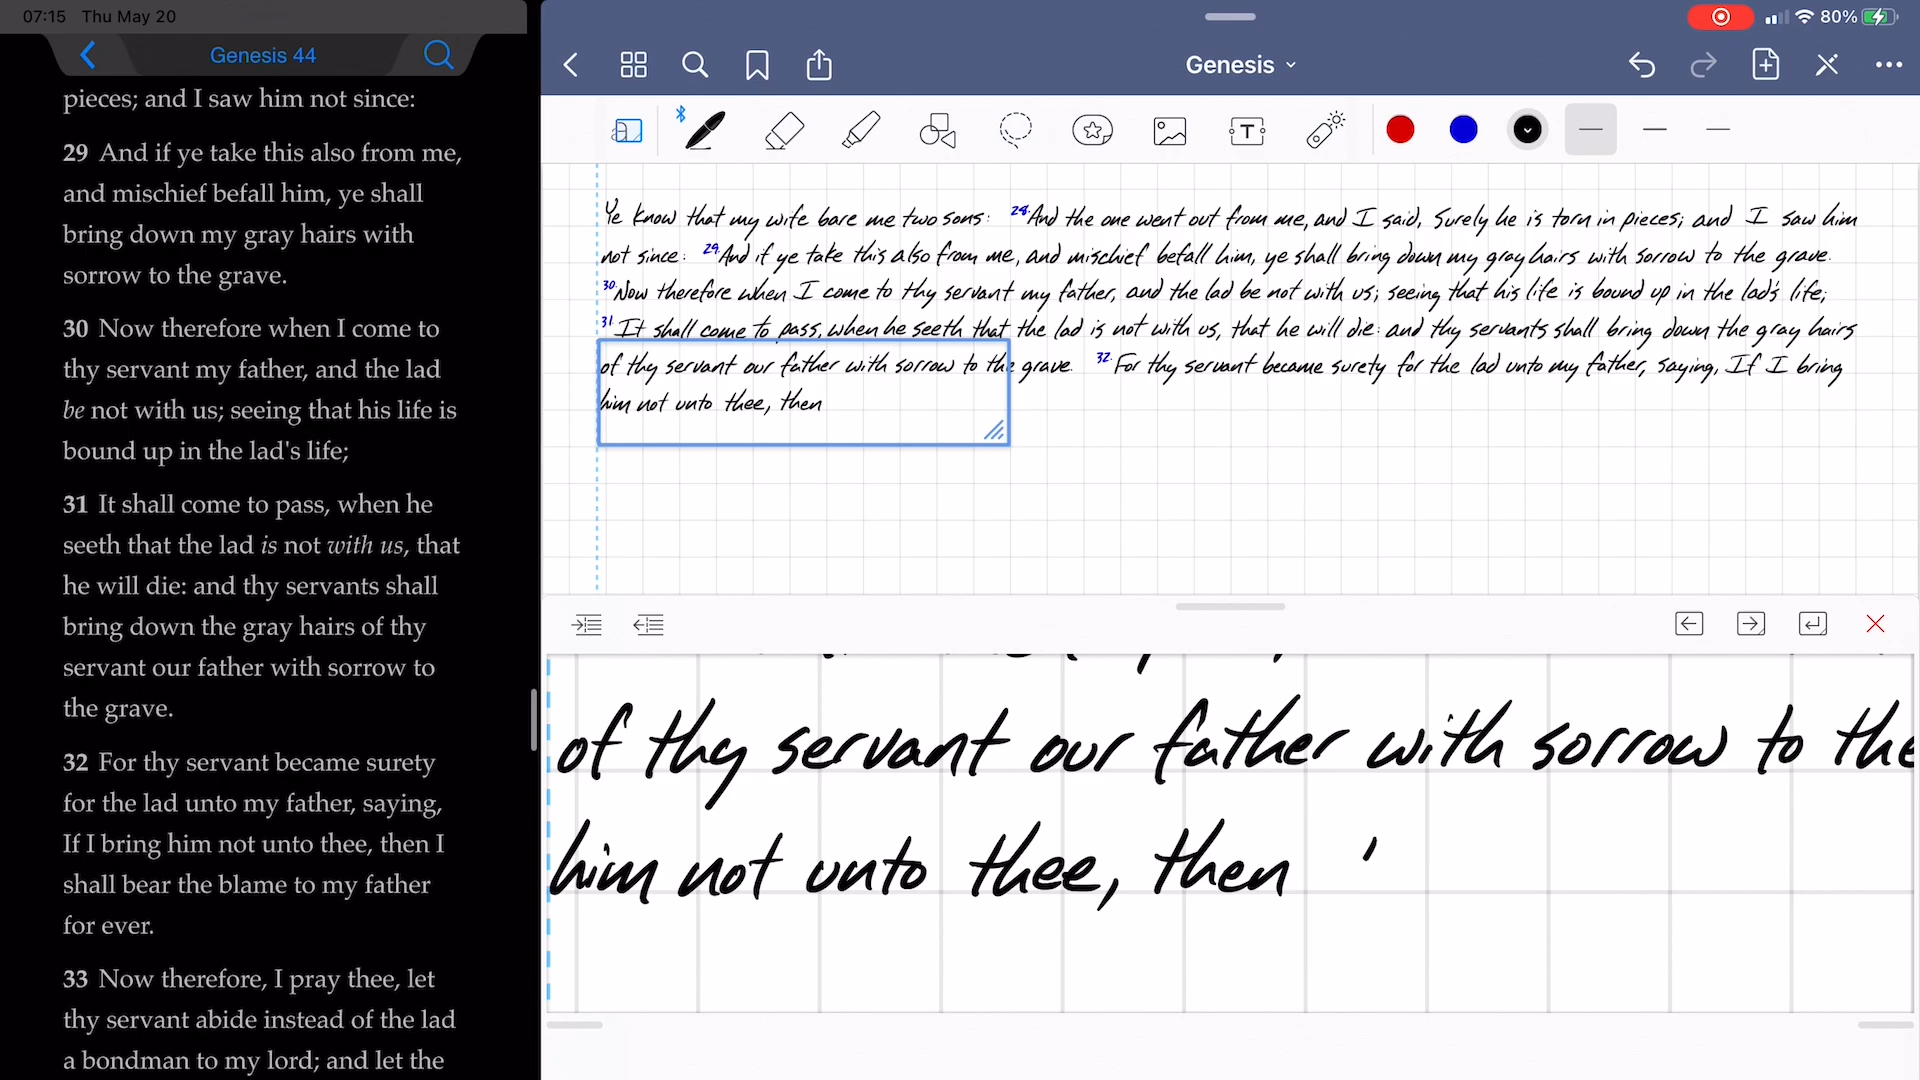 07:15 Thu May 20
Genesis 44
pieces; and I saw him not since:
29 And if ye take this also from me,
and mischief befall him, ye shall
bring down my gray hairs with
sorrow to the grave.
30 Now therefore when I come to
thy servant my father, and the lad
be not with us; seeing that his life is
bound up in the lad's life;
31 It shall come to pass, when he
seeth that the lad is not with us, that
he will die: and thy servants shall
bring down the gray hairs of thy
servant our father with sorrow to
the grave.
32 For thy servant became surety
for the lad unto my father, saying,
If I bring him not unto thee, then I
shall bear the blame to my father
for ever.
33 Now therefore, I pray thee, let
thy servant abide instead of the lad
a bondman to my lord; and let the
80%
Genesis
Ye know that my wife bare me two sons: 28. And the one went out from me, and I said, Surely he is torn in pieces; and I saw him
not since: 29. And if ye take this also from me, and mischief befall him, ye shall bring down my gray hairs with sorrow to the grave.
30. Now therefore when I come to thy servant my father, and the lad be not with us; seeing that his life is bound up in the lad's life;
31 It shall come to pass, when he seeth that the lad is not with us, that he will die: and thy servants shall bring down the gray hairs
of thy servant our father with sorrow to the grave. 32. For thy servant became surety for the lad unto my father, saying, If I bring
him not unto thee, then
of thy servant our father with sorrow to the
him not unto thee, then